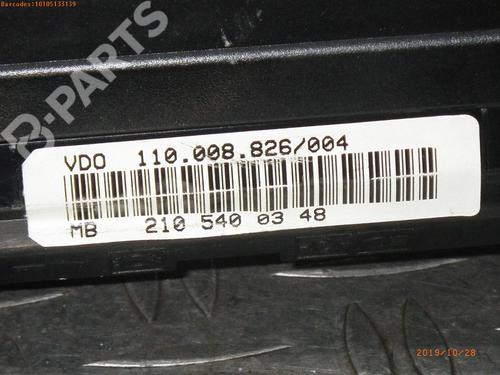 Barcodes:10105133139
B-PARTS
VDO 110.008.826/004
MB 210 540 03 48
2019/10/28